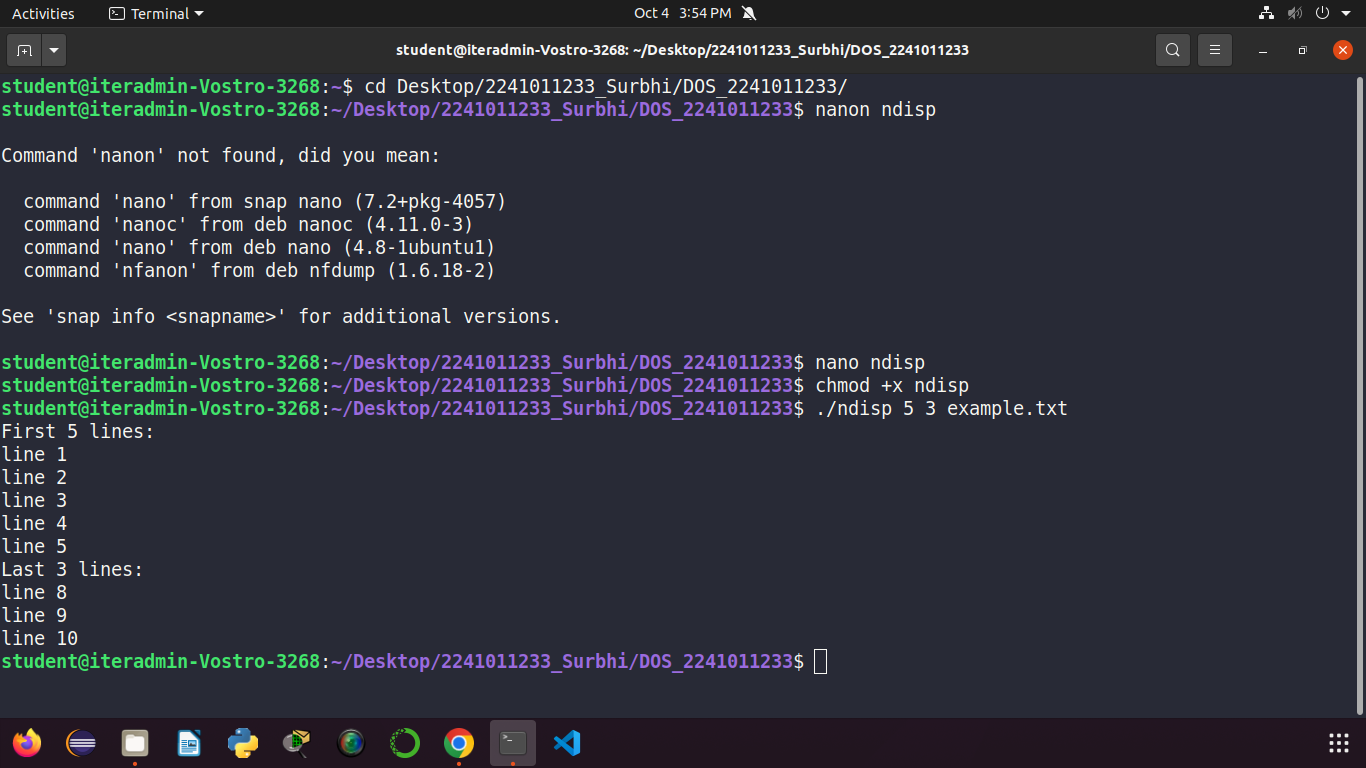 Activities
Terminal
Oct 4 3:54 PM
student@iteradmin-Vostro-3268: ~/Desktop/2241011233_Surbhi/DOS_2241011233
student@iteradmin-Vostro-3268:~$ cd Desktop/2241011233_Surbhi/DOS_2241011233/
student@iteradmin-Vostro-3268:~/Desktop/2241011233_Surbhi/DOS_2241011233$ nanon ndisp
Command 'nanon' not found, did you mean:
command 'nano' from snap nano (7.2+pkg-4057)
command 'nanoc' from deb nanoc (4.11.0-3)
command 'nano' from deb nano (4.8-1ubuntu1)
command 'nfanon' from deb nfdump (1.6.18-2)
See 'snap info <snapname>' for additional versions.
student@iteradmin-Vostro-3268:~/Desktop/2241011233_Surbhi/DOS_2241011233$ nano ndisp
student@iteradmin-Vostro-3268:~/Desktop/2241011233_Surbhi/DOS_2241011233$ chmod +x ndisp
student@iteradmin-Vostro-3268:~/Desktop/2241011233_Surbhi/DOS_2241011233$ ./ndisp 5 3 example.txt
First 5 lines:
line 1
line 2
line 3
line 4
line 5
Last 3 lines:
line 8
line 9
line 10
student@iteradmin-Vostro-3268:~/Desktop/2241011233_Surbhi/DOS_2241011233$